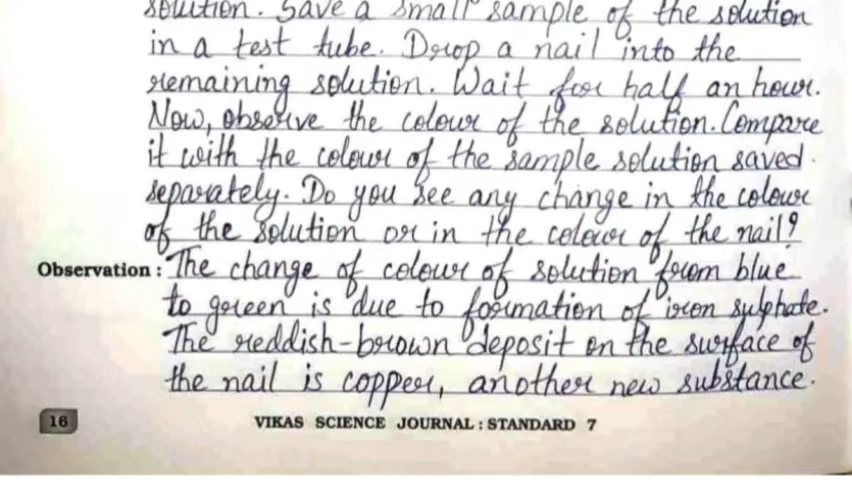 solution. Save a small sample of the solution
in a test tube. Drop a nail into the
remaining solution. Wait for half an hour.
Now, observe the colour of the solution. Compare
it with the colour of the sample solution saved
separately. Do you see any change in the colour
of the solution or in the colour of the nail?
Observation : The change of colour of solution from blue
to green is due to formation of iron sulphate.
The reddish-brown deposit on the surface of
the nail is copper, another new substance.
16 VIKAS SCIENCE JOURNAL : STANDARD 7